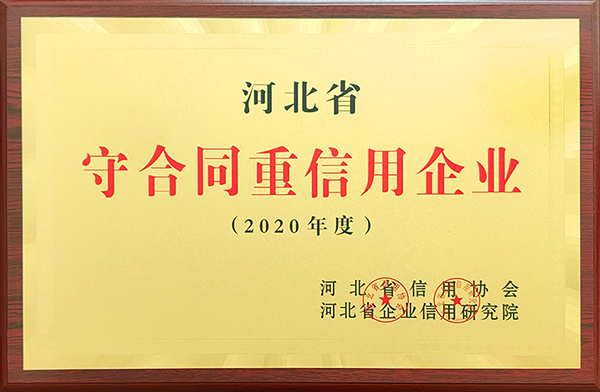 河北省
守合同重信用企业
（2020年度）
河北省信用协会
河北省企业信用研究院